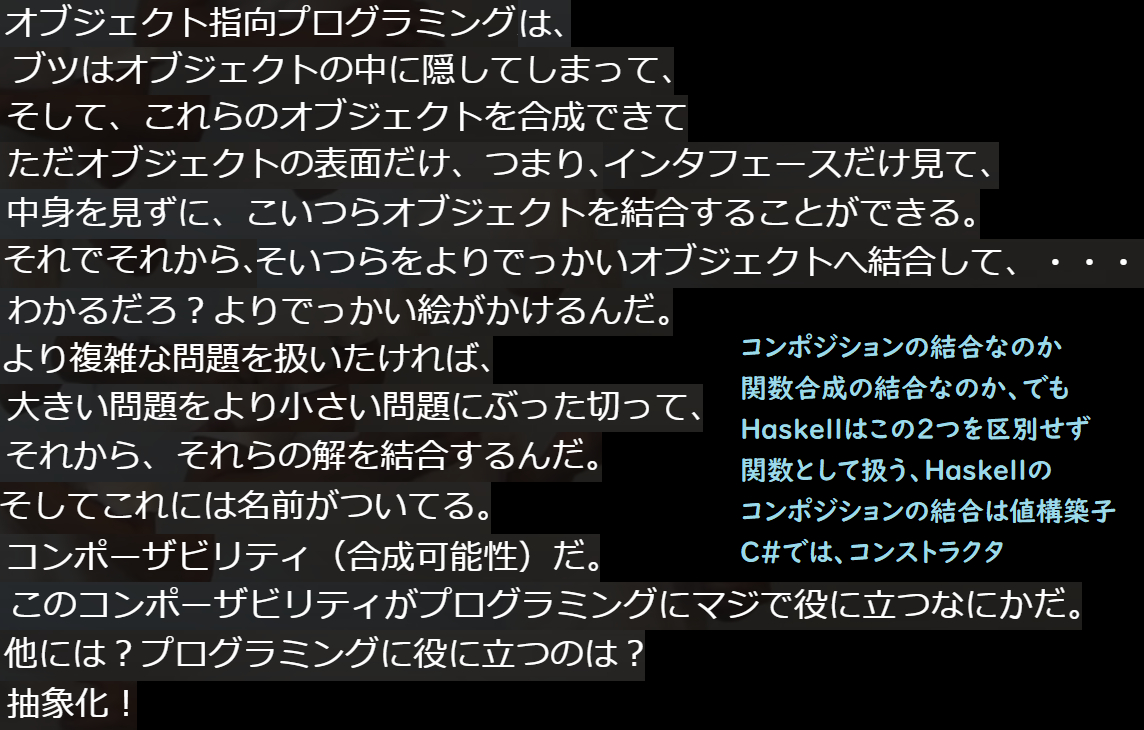 オブジェクト指向プログラミングは、
ブツはオブジェクトの中に隠してしまって、
そして、これらのオブジェクトを合成できて
ただオブジェクトの表面だけ、つまり、インタフェースだけ見て、
中身を見ずに、こいつらオブジェクトを結合することができる。
それでそれから、そいつらをよりでっかいオブジェクトへ結合して、・・・
わかるだろ？よりでっかい絵がかけるんだ。
より複雑な問題を扱いたければ、
大きい問題をより小さい問題にぶった切って、
それから、それらの解を結合するんだ。
そしてこれには名前がついてる。
コンポーザビリティ（合成可能性）だ。
このコンポーザビリティがプログラミングにマジで役に立つなにかだ。
他には？プログラミングに役に立つのは？
抽象化！
コンポジションの結合なのか
関数合成の結合なのか、でも
Haskellはこの2つを区別せず
関数として扱う、Haskellの
コンポジションの結合は値構築子
C#では、コンストラクタ